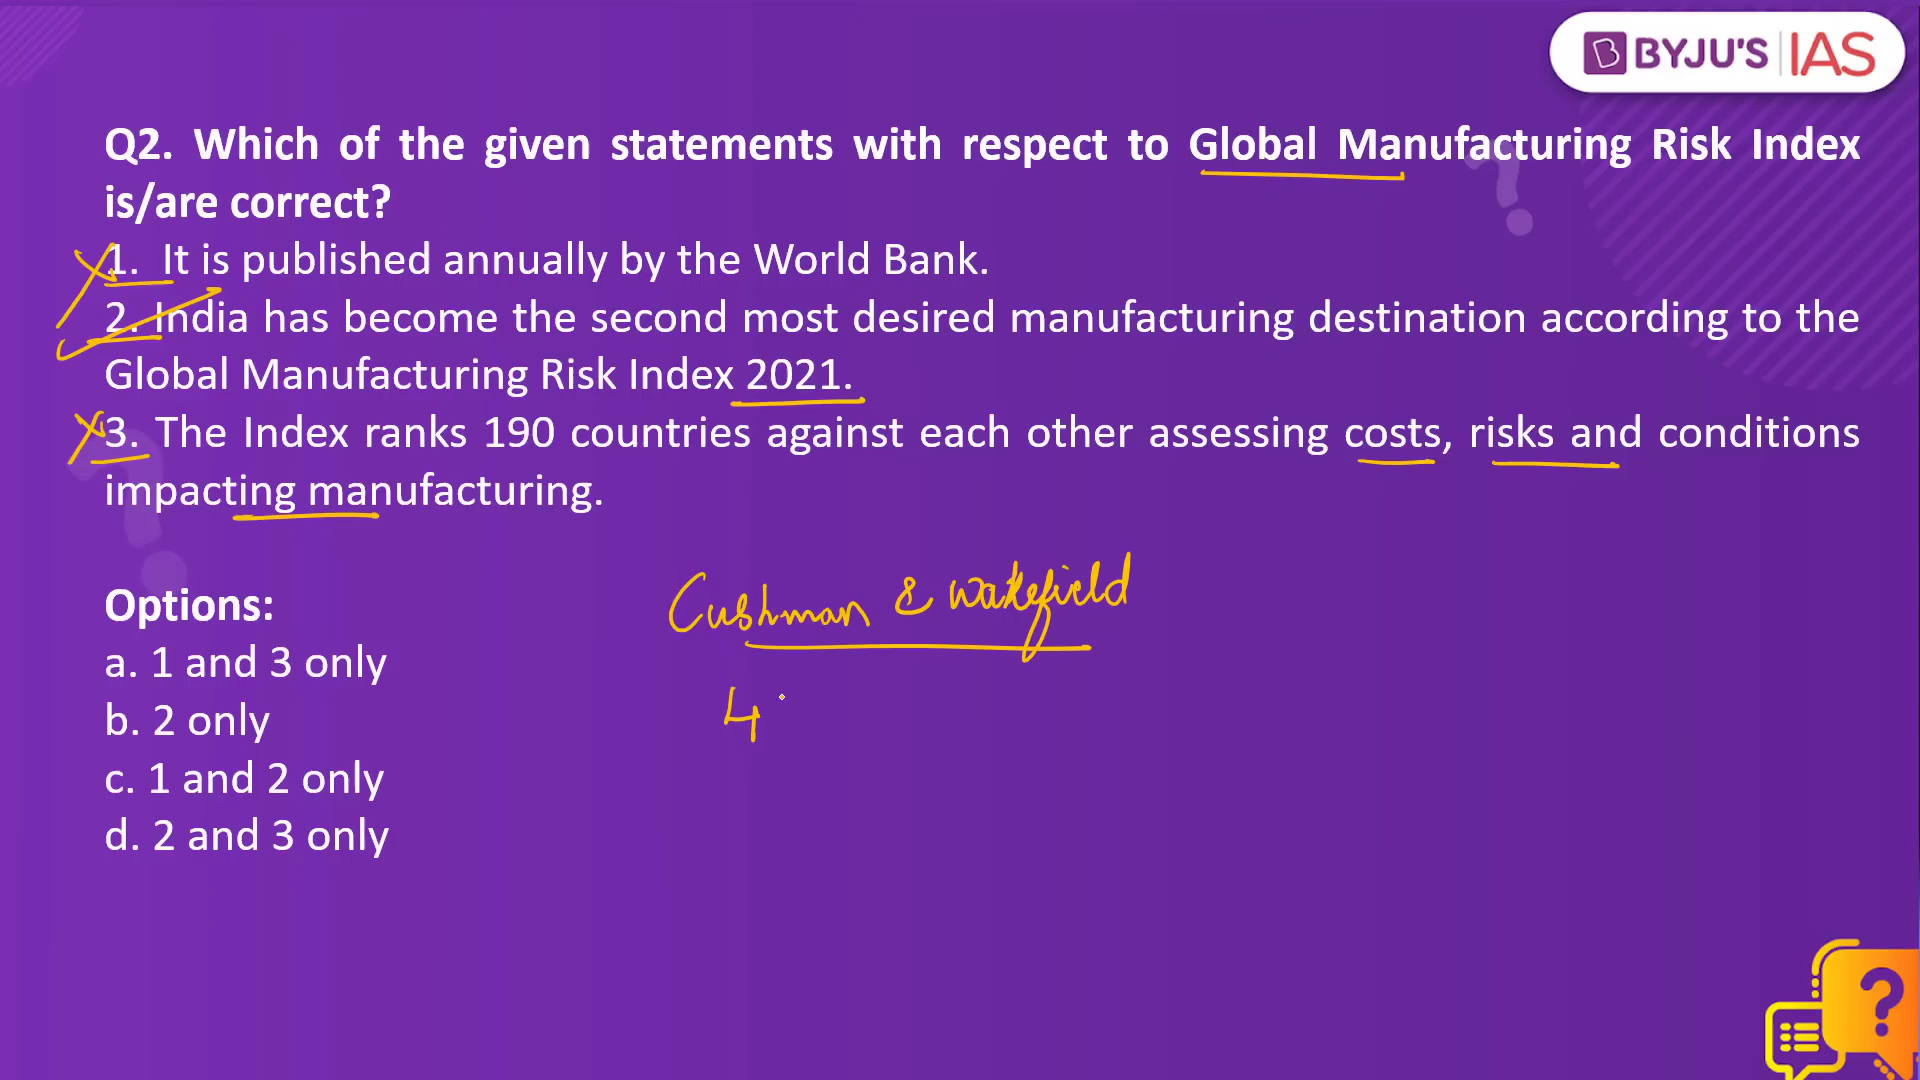 BYJU'S IAS
Q2. Which of the given statements with respect to Global Manufacturing Risk Index
is/are correct?
1. It is published annually by the World Bank.
2. India has become the second most desired manufacturing destination according to the
Global Manufacturing Risk Index 2021.
3. The Index ranks 190 countries against each other assessing costs, risks and conditions
impacting manufacturing.
Cushman & Wakefield
Options:
a. 1 and 3 only
4
b. 2 only
c. 1 and 2 only
d. 2 and 3 only